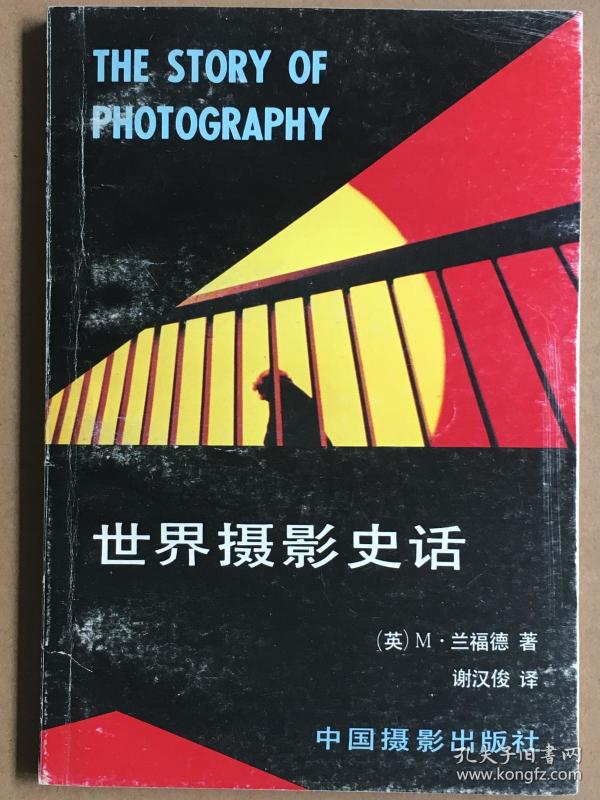 THE STORY OF
PHOTOGRAPHY
世界摄影史话
(英)M·兰福德 著
谢汉俊 译
中国摄影出版社
孔夫子旧书网
www.kongfz.com